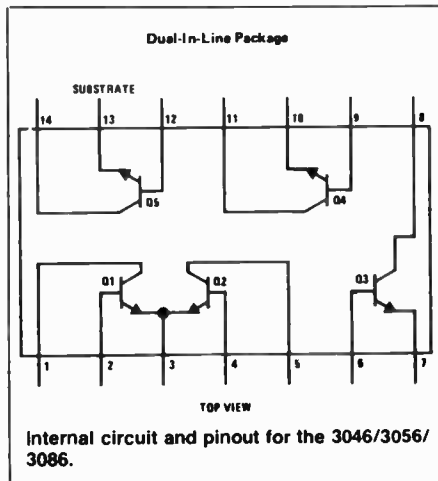 Dual-In-Line Package
SUBSTRATE
14 13 12 11 10 9 8
Q5 Q4
Q1 Q2 Q3
1 2 3 4 5 6 7
TOP VIEW
Internal circuit and pinout for the 3046/3056/
3086.